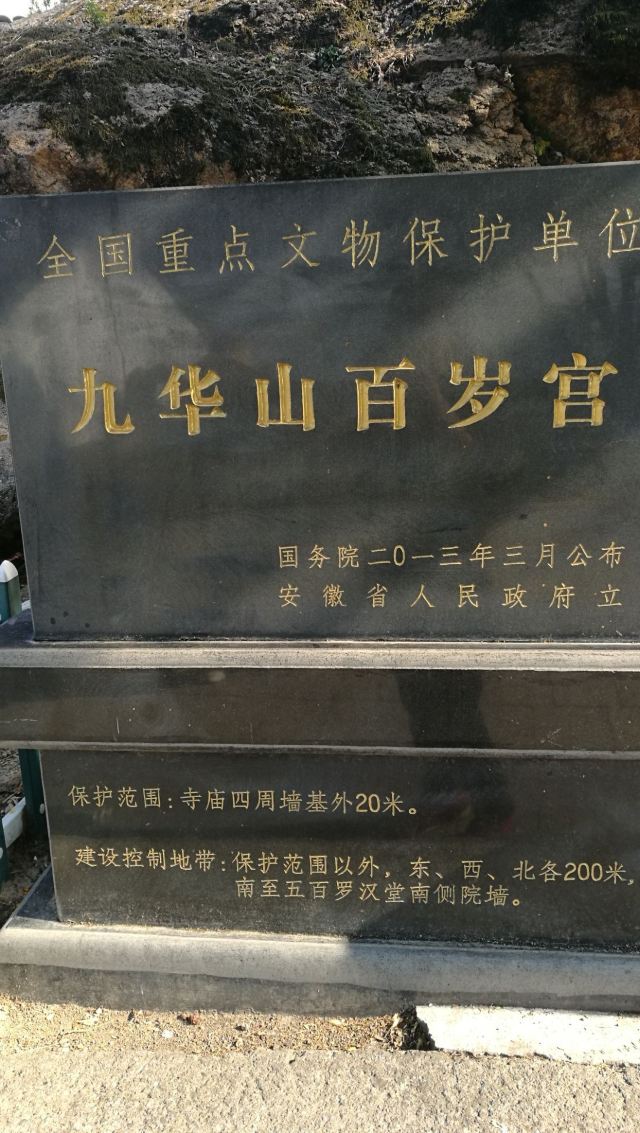 全国重点文物保护单位
九华山百岁宫
国务院二0一三年三月公布
安徽省人民政府立
保护范围:寺庙四周墙基外20米。
建设控制地带:保护范围以外，东、西、北各200米，
南至五百罗汉堂南侧院墙。